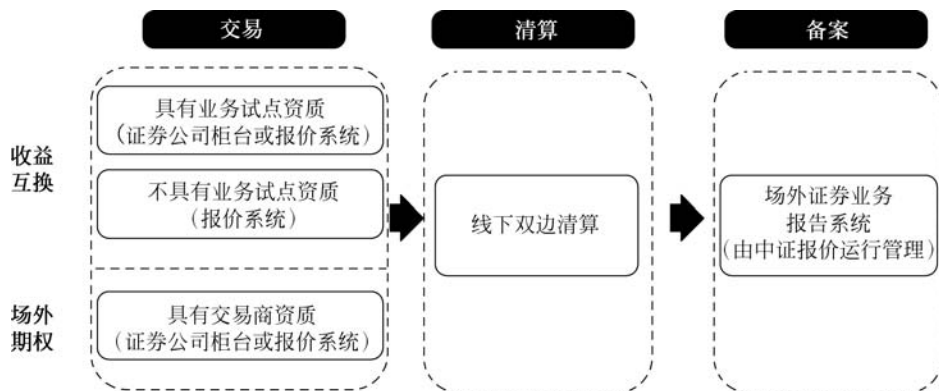 交易
清算
备案
收益
互换
具有业务试点资质
（证券公司柜台或报价系统）
不具有业务试点资质
（报价系统）
场外
期权
具有交易商资质
（证券公司柜台或报价系统）
线下双边清算
场外证券业务
报告系统
（由中证报价运行管理）